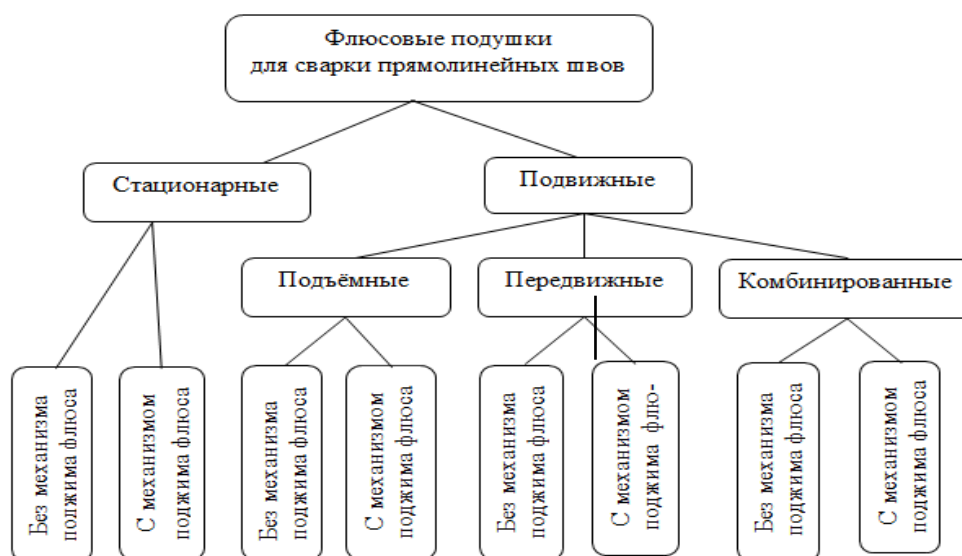 Флюсовые подушки
для сварки прямолинейных швов
Стационарные
Подвижные
Подъёмные
Передвижные
Комбинированные
Без механизма
поджима флюса
С механизмом
поджима флюса
Без механизма
поджима флюса
С механизмом
поджима флюса
Без механизма
поджима флюса
С механизмом
поджима флю-
Без механизма
поджима флюса
С механизмом
поджима флюса